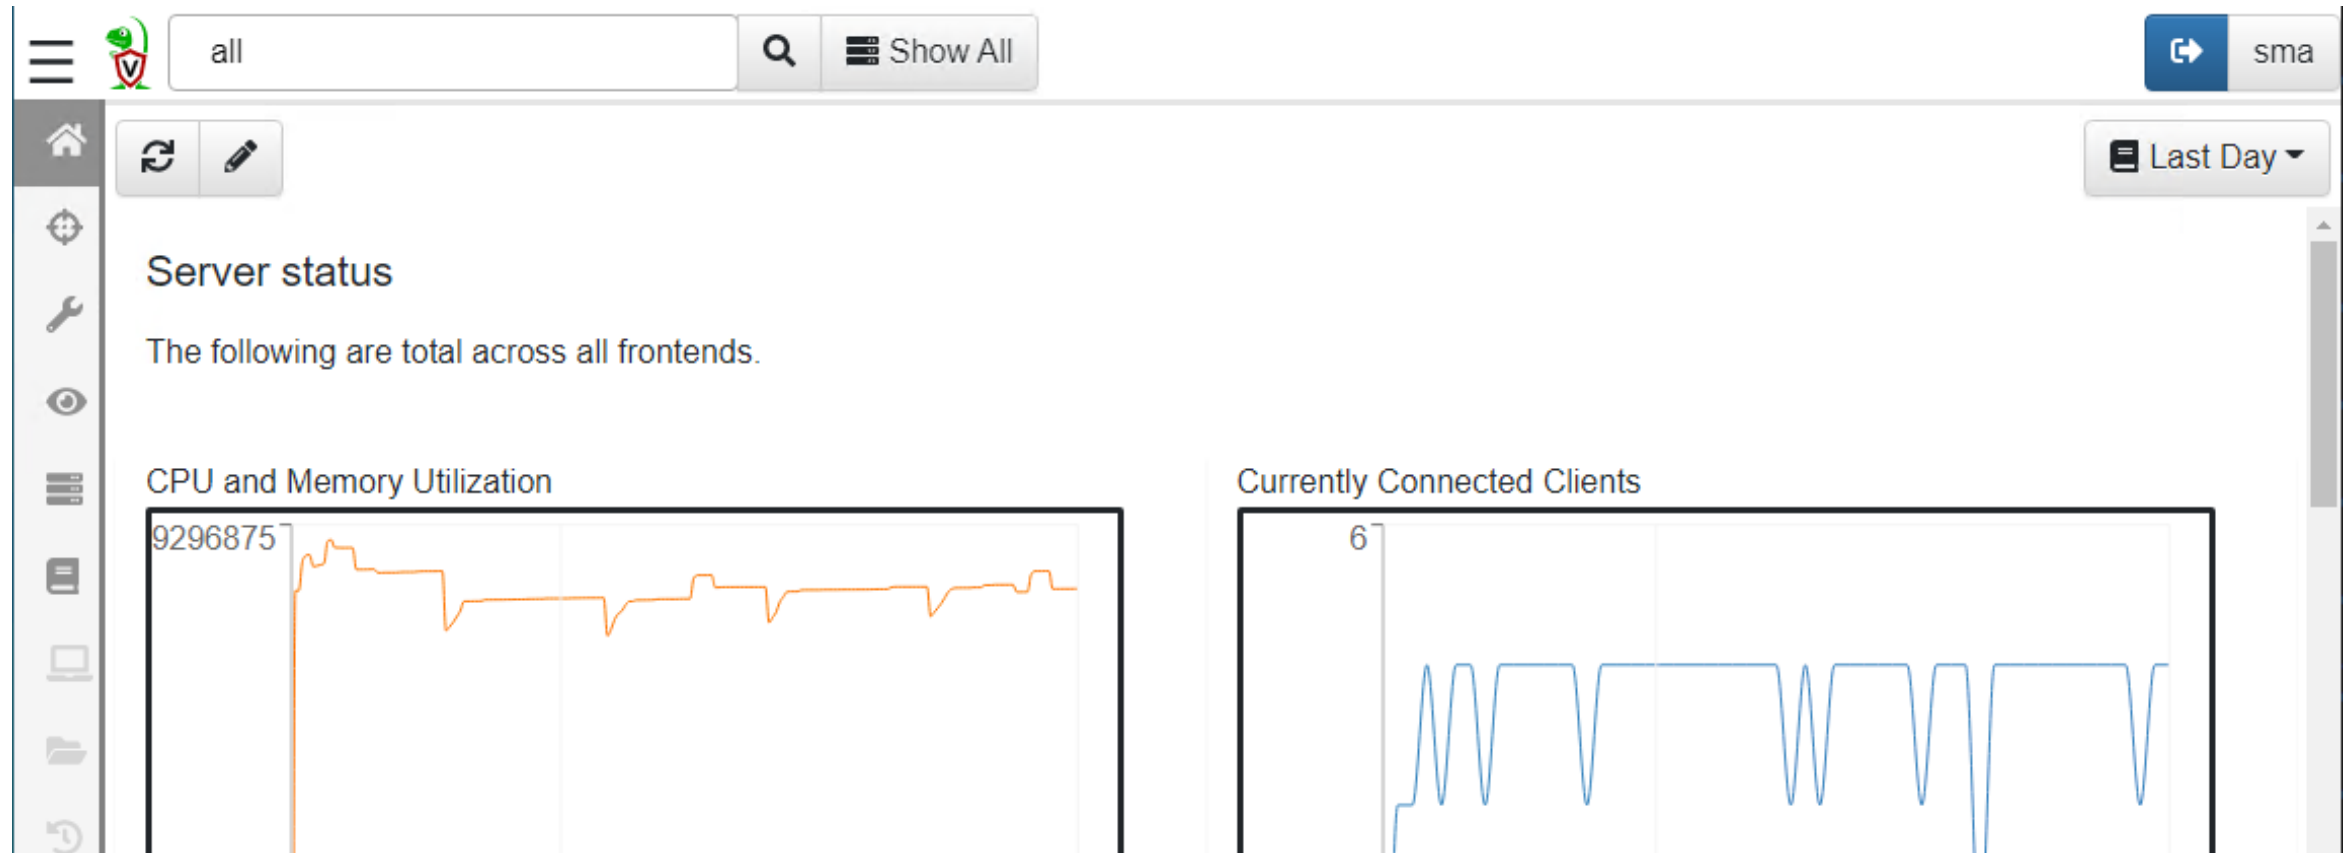 all
Show All
sma
Last Day
Server status
The following are total across all frontends.
CPU and Memory Utilization
Currently Connected Clients
9296875
6
V